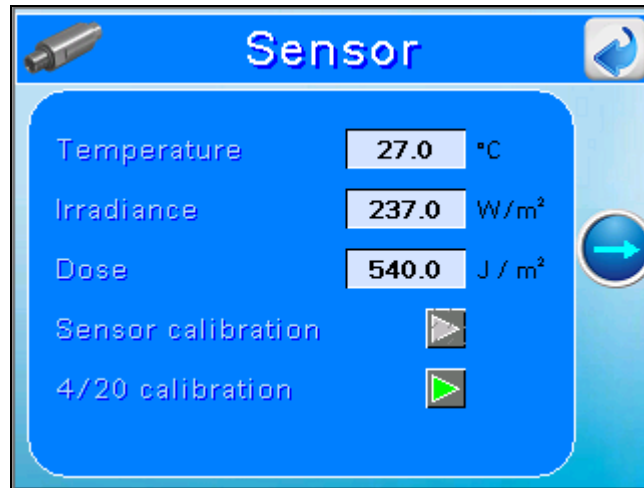 Sensor
Temperature 27.0 °C
Irradiance 237.0 W/m²
Dose 540.0 J / m²
Sensor calibration
4/20 calibration